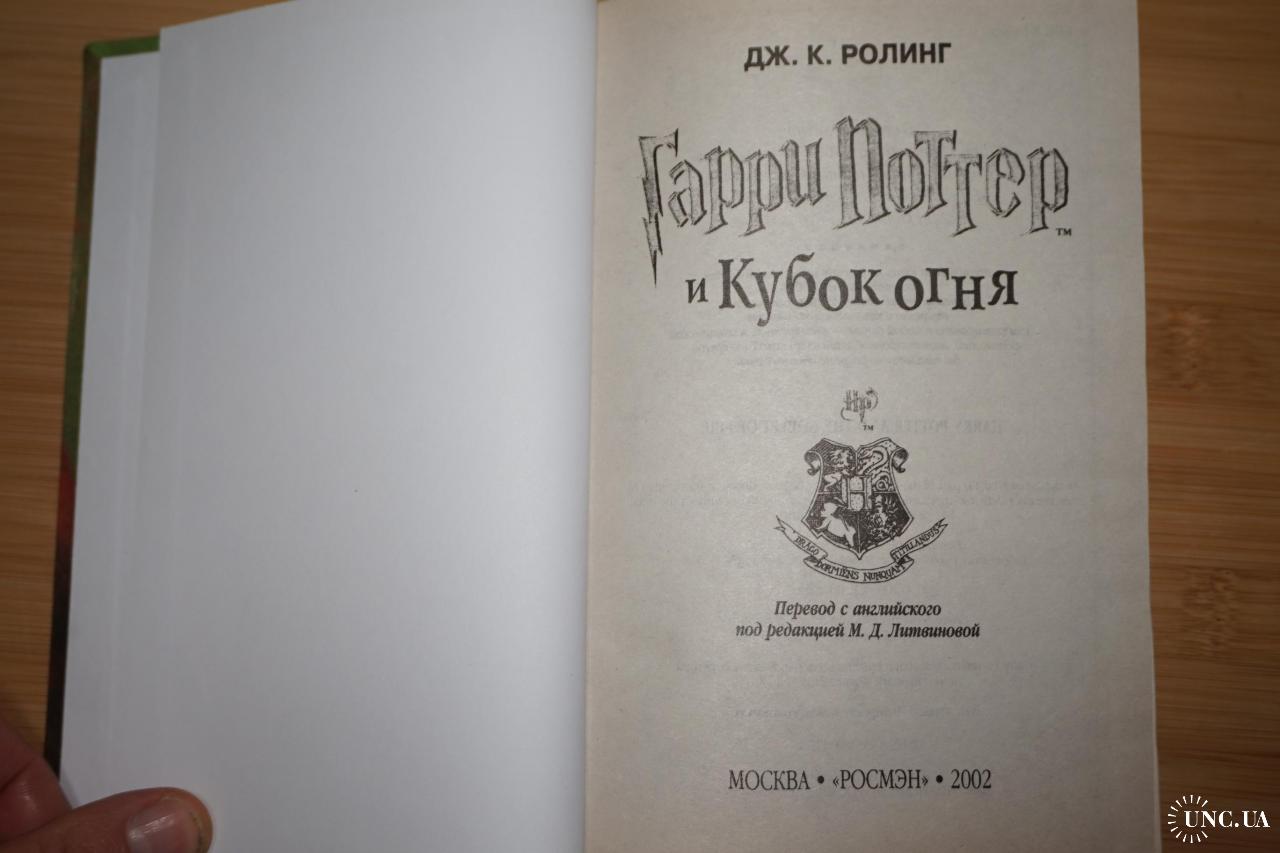 ДЖ. К. РОЛИНГ
Гарри Поттер™
и Кубок огня
HP™
H
DRACO DORMIENS NUNQUAM TITILLANDUS
Перевод с английского
под редакцией М. Д. Литвиновой
МОСКВА • «РОСМЭН» • 2002
UNC.UA